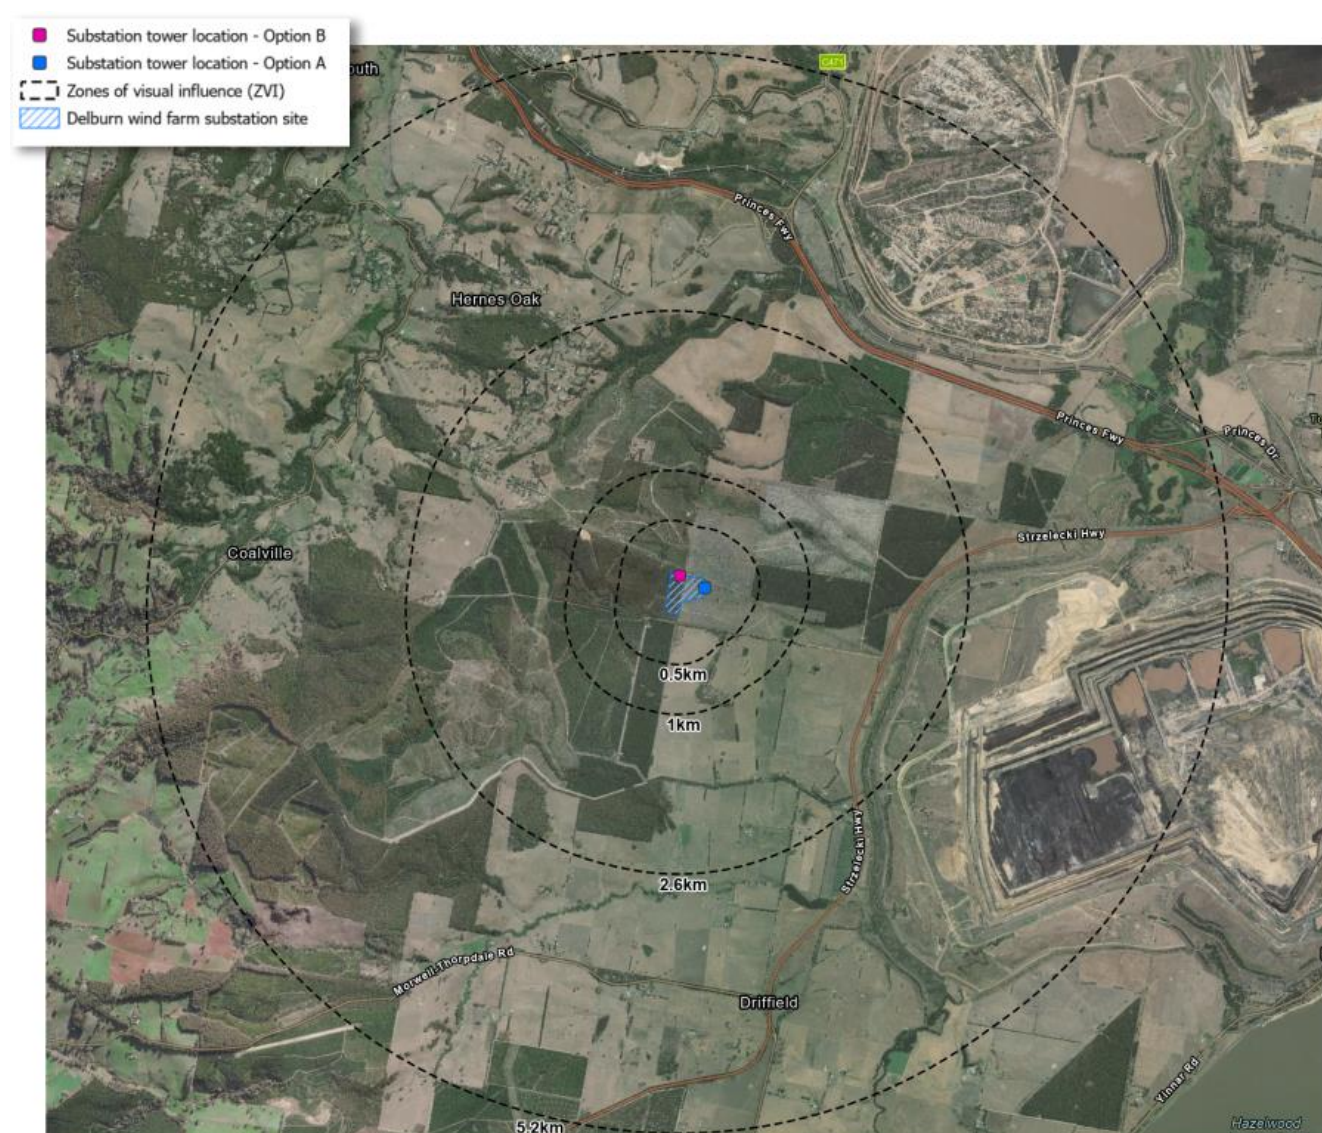 Substation tower location - Option B
Substation tower location - Option A
Zones of visual influence (ZVI)
Delburn wind farm substation site
C471
Princes Fwy
Hernes Oak
Princes Fwy
Princes Dr
Strzelecki Hwy
Coalville
0.5km
1km
Strzelecki Hwy
2.6km
Morwell-Thorpdale Rd
Driffield
Yinnar Rd
5.2km
Hazelwood